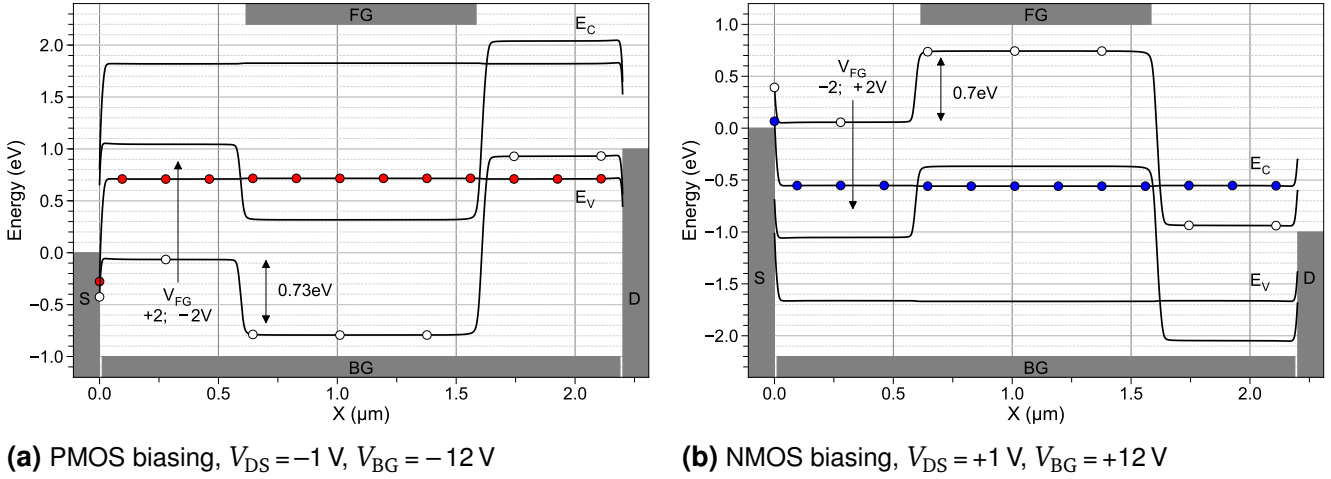 FG
2.0
1.5
1.0
0.5
0.0
−0.5
−1.0
Energy (eV)
E_C
E_V
V_FG
+2; −2V
0.73eV
S
D
BG
0.0
0.5
1.0
1.5
2.0
X (μm)
(a) PMOS biasing, V_DS = −1 V, V_BG = −12 V
FG
1.0
0.5
0.0
−0.5
−1.0
−1.5
−2.0
Energy (eV)
V_FG
−2; +2V
0.7eV
E_C
E_V
S
D
BG
0.0
0.5
1.0
1.5
2.0
X (μm)
(b) NMOS biasing, V_DS = +1 V, V_BG = +12 V